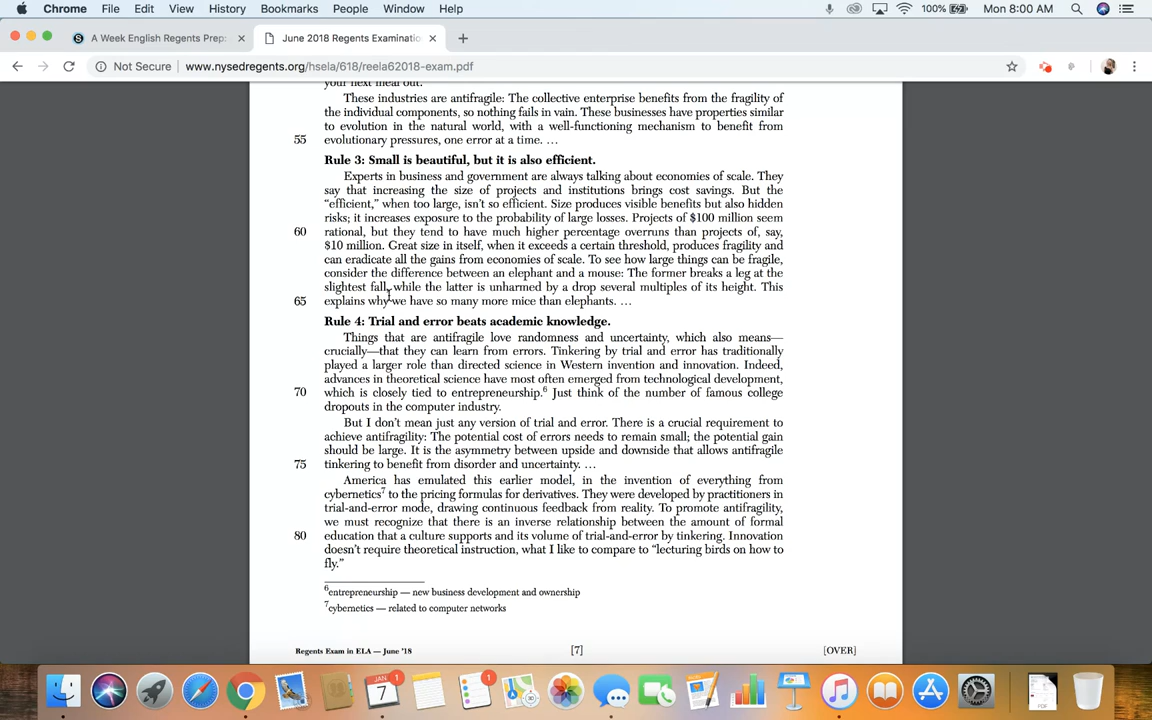 Chrome File Edit View History Bookmarks People Window Help 100% Mon 8:00 AM
A Week English Regents Prep: × June 2018 Regents Examinatio × +
Not Secure | www.nysedregents.org/hsela/618/reela62018-exam.pdf
your next meal out.
These industries are antifragile: The collective enterprise benefits from the fragility of
the individual components, so nothing fails in vain. These businesses have properties similar
to evolution in the natural world, with a well-functioning mechanism to benefit from
55 evolutionary pressures, one error at a time. …
Rule 3: Small is beautiful, but it is also efficient.
Experts in business and government are always talking about economies of scale. They
say that increasing the size of projects and institutions brings cost savings. But the
“efficient,” when too large, isn’t so efficient. Size produces visible benefits but also hidden
risks; it increases exposure to the probability of large losses. Projects of $100 million seem
60 rational, but they tend to have much higher percentage overruns than projects of, say,
$10 million. Great size in itself, when it exceeds a certain threshold, produces fragility and
can eradicate all the gains from economies of scale. To see how large things can be fragile,
consider the difference between an elephant and a mouse: The former breaks a leg at the
slightest fall, while the latter is unharmed by a drop several multiples of its height. This
65 explains why we have so many more mice than elephants. …
Rule 4: Trial and error beats academic knowledge.
Things that are antifragile love randomness and uncertainty, which also means—
crucially—that they can learn from errors. Tinkering by trial and error has traditionally
played a larger role than directed science in Western invention and innovation. Indeed,
advances in theoretical science have most often emerged from technological development,
70 which is closely tied to entrepreneurship.6 Just think of the number of famous college
dropouts in the computer industry.
But I don’t mean just any version of trial and error. There is a crucial requirement to
achieve antifragility: The potential cost of errors needs to remain small; the potential gain
should be large. It is the asymmetry between upside and downside that allows antifragile
75 tinkering to benefit from disorder and uncertainty. …
America has emulated this earlier model, in the invention of everything from
cybernetics7 to the pricing formulas for derivatives. They were developed by practitioners in
trial-and-error mode, drawing continuous feedback from reality. To promote antifragility,
we must recognize that there is an inverse relationship between the amount of formal
80 education that a culture supports and its volume of trial-and-error by tinkering. Innovation
doesn’t require theoretical instruction, what I like to compare to “lecturing birds on how to
fly.”
6entrepreneurship — new business development and ownership
7cybernetics — related to computer networks
Regents Exam in ELA — June ’18 [7] [OVER]
JAN
7
1
1
PDF